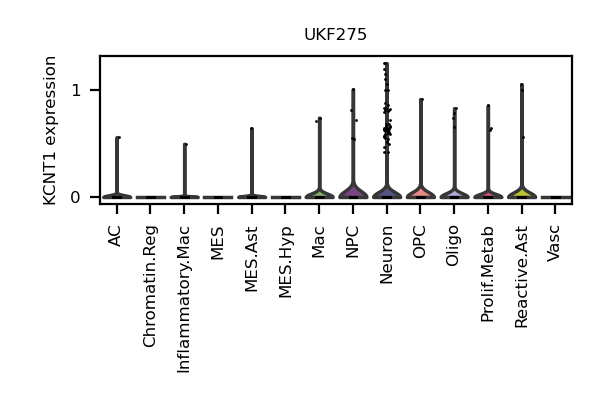 UKF275
KCNT1 expression
1
0
AC
Chromatin.Reg
Inflammatory.Mac
MES
MES.Ast
MES.Hyp
Mac
NPC
Neuron
OPC
Oligo
Prolif.Metab
Reactive.Ast
Vasc